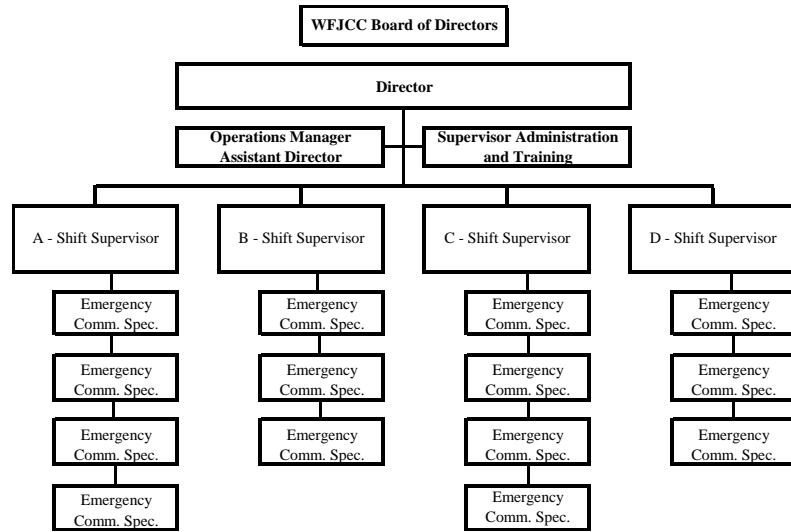 WFJCC Board of Directors
Director
Operations Manager
Assistant Director
Supervisor Administration
and Training
A - Shift Supervisor
B - Shift Supervisor
C - Shift Supervisor
D - Shift Supervisor
Emergency
Comm. Spec.
Emergency
Comm. Spec.
Emergency
Comm. Spec.
Emergency
Comm. Spec.
Emergency
Comm. Spec.
Emergency
Comm. Spec.
Emergency
Comm. Spec.
Emergency
Comm. Spec.
Emergency
Comm. Spec.
Emergency
Comm. Spec.
Emergency
Comm. Spec.
Emergency
Comm. Spec.
Emergency
Comm. Spec.
Emergency
Comm. Spec.